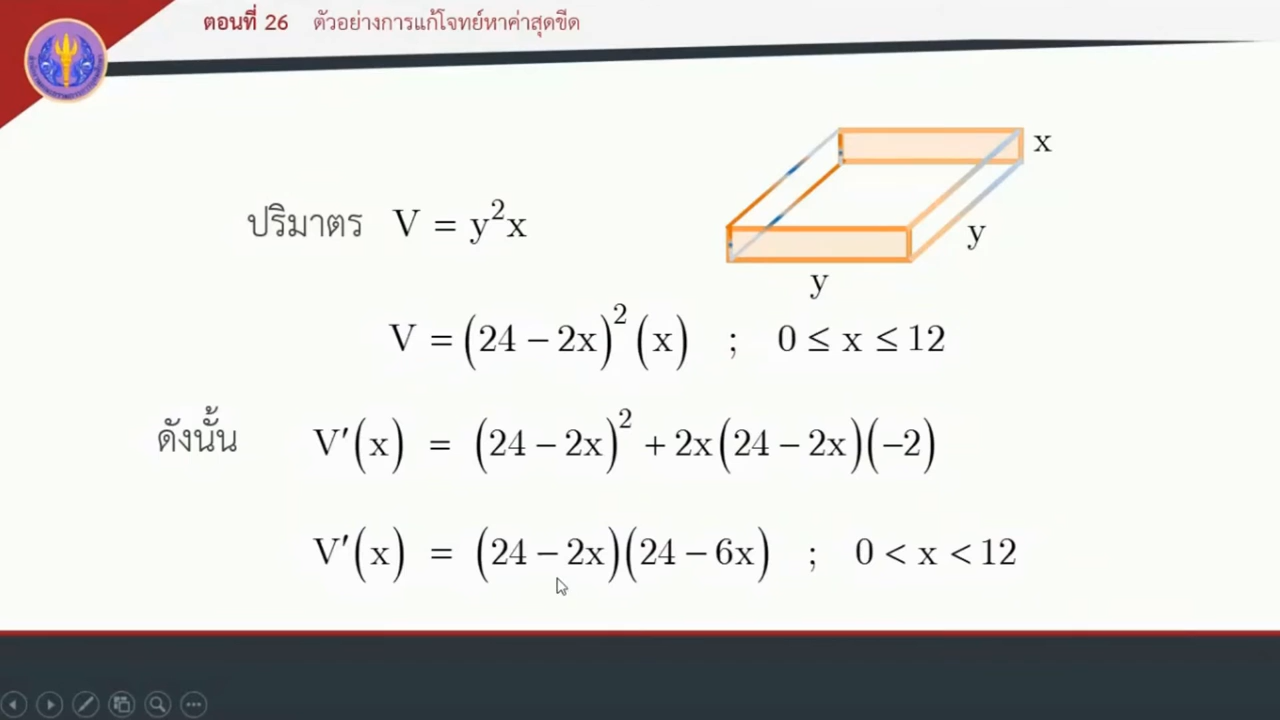 ตอนที่ 26 ตัวอย่างการแก้โจทย์หาค่าสุดขีด
x
ปริมาตร V = y²x
y
y
V = (24 − 2x)²(x) ; 0 ≤ x ≤ 12
ดังนั้น V′(x) = (24 − 2x)² + 2x(24 − 2x)(−2)
V′(x) = (24 − 2x)(24 − 6x) ; 0 < x < 12